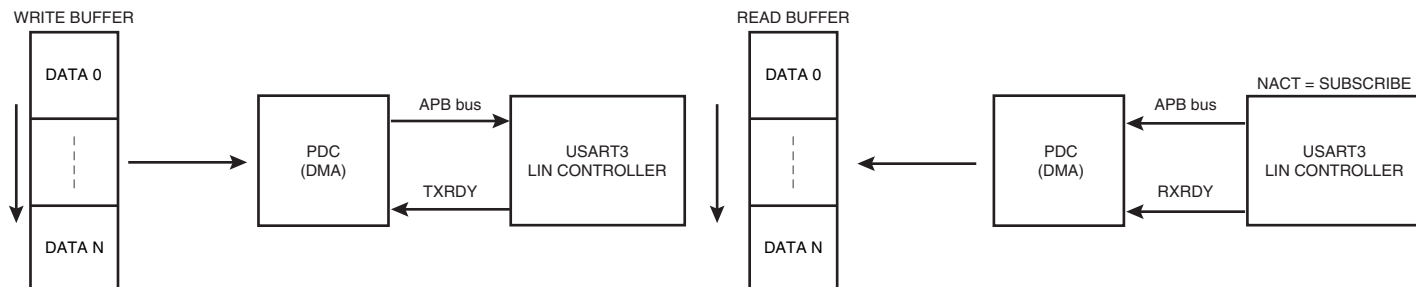 WRITE BUFFER
DATA 0
DATA N
PDC
(DMA)
APB bus
TXRDY
USART3
LIN CONTROLLER
READ BUFFER
DATA 0
DATA N
PDC
(DMA)
APB bus
RXRDY
NACT = SUBSCRIBE
USART3
LIN CONTROLLER